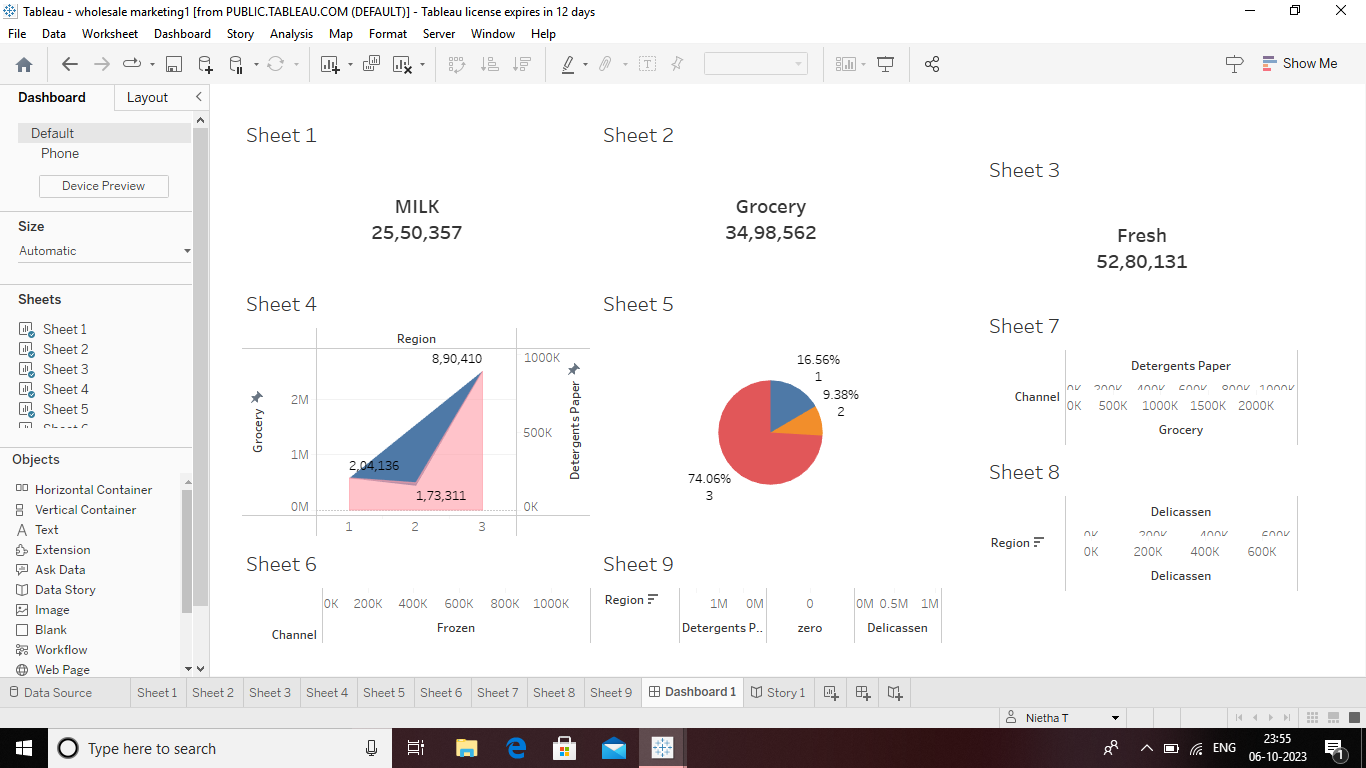 Tableau - wholesale marketing1 [from PUBLIC.TABLEAU.COM (DEFAULT)] - Tableau license expires in 12 days
File Data Worksheet Dashboard Story Analysis Map Format Server Window Help
Show Me
Dashboard Layout
Default
Phone
Device Preview
Size
Automatic
Sheets
Sheet 1
Sheet 2
Sheet 3
Sheet 4
Sheet 5
Objects
Horizontal Container
Vertical Container
Text
Extension
Ask Data
Data Story
Image
Blank
Workflow
Web Page
Sheet 1
MILK
25,50,357
Sheet 2
Grocery
34,98,562
Sheet 3
Fresh
52,80,131
Sheet 4
Region
8,90,410
1000K
2M
500K
1M
0M
0K
Grocery
Detergents Paper
2,04,136
1,73,311
1 2 3
Sheet 5
16.56%
1
9.38%
2
74.06%
3
Sheet 7
Detergents Paper
0K 200K 400K 600K 800K 1000K
Channel
0K 500K 1000K 1500K 2000K
Grocery
Sheet 8
Delicassen
0K 200K 400K 600K
Region
0K 200K 400K 600K
Delicassen
Sheet 6
0K 200K 400K 600K 800K 1000K
Channel
Frozen
Sheet 9
Region
1M 0M 0 0M 0.5M 1M
Detergents P.. zero Delicassen
Data Source Sheet 1 Sheet 2 Sheet 3 Sheet 4 Sheet 5 Sheet 6 Sheet 7 Sheet 8 Sheet 9 Dashboard 1 Story 1
Nietha T
Type here to search
ENG
23:55
06-10-2023
1